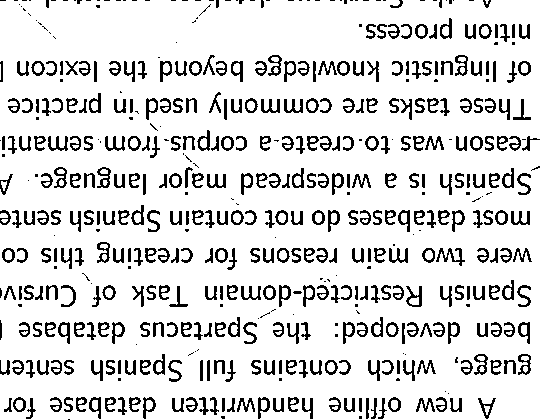 A new offline handwritten database for
guage, which contains full Spanish senten
been developed: the Spartacus database (
Spanish Restricted-domain Task of Cursive
were two main reasons for creating this co
most databases do not contain Spanish sente
Spanish is a widespread major language. A
reason was to create a corpus from semanti
These tasks are commonly used in practice
of linguistic knowledge beyond the lexicon
nition process.